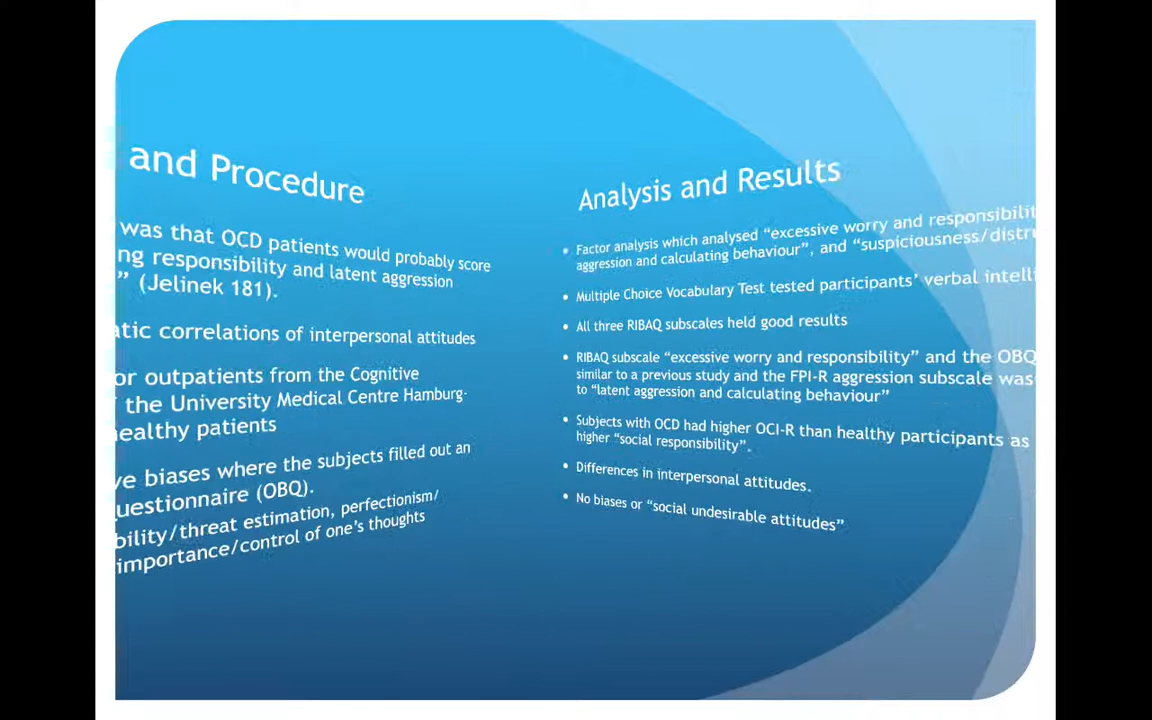 and Procedure
was that OCD patients would probably score
ng responsibility and latent aggression
” (Jelinek 181).
atic correlations of interpersonal attitudes
or outpatients from the Cognitive
the University Medical Centre Hamburg-
healthy patients
ve biases where the subjects filled out an
uestionnaire (OBQ).
bility/threat estimation, perfectionism/
importance/control of one’s thoughts
Analysis and Results
• Factor analysis which analysed “excessive worry and responsibilit
aggression and calculating behaviour”, and “suspiciousness/distr
• Multiple Choice Vocabulary Test tested participants’ verbal intelli
• All three RIBAQ subscales held good results
• RIBAQ subscale “excessive worry and responsibility” and the OBQ
similar to a previous study and the FPI-R aggression subscale was
to “latent aggression and calculating behaviour”
• Subjects with OCD had higher OCI-R than healthy participants as
higher “social responsibility”.
• Differences in interpersonal attitudes.
• No biases or “social undesirable attitudes”